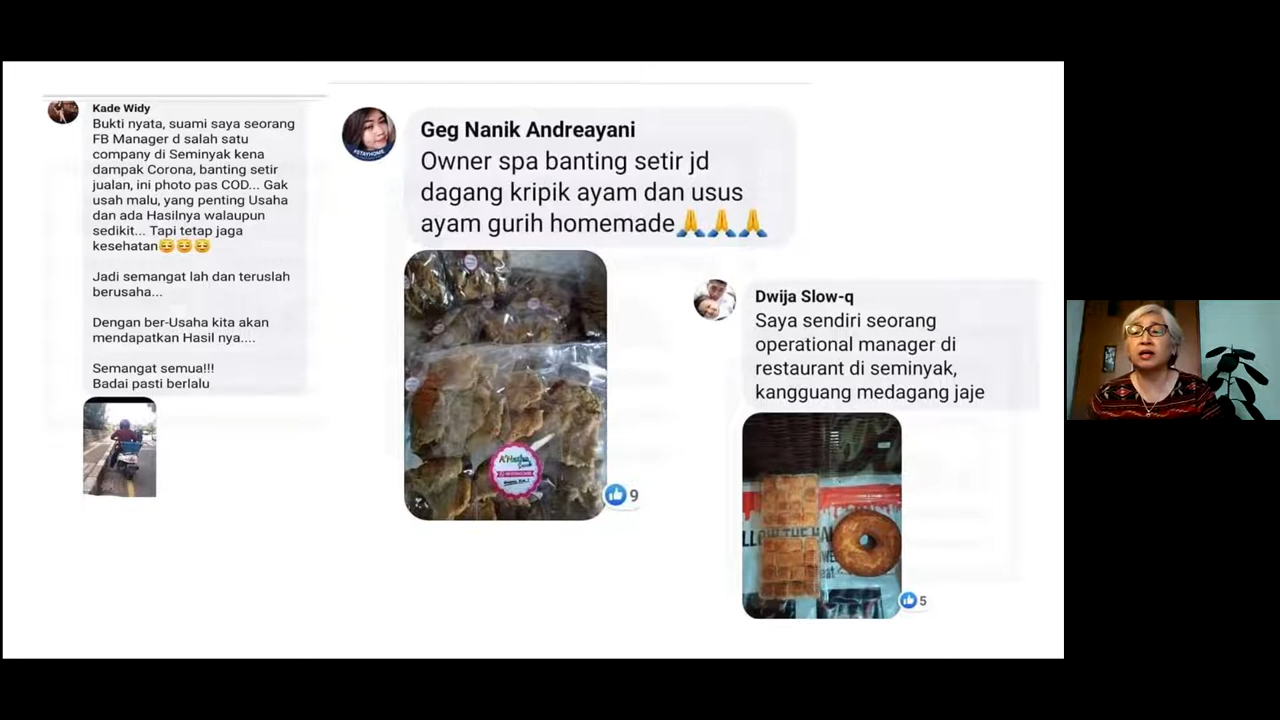 Kade Widy
Bukti nyata, suami saya seorang
FB Manager d salah satu
company di Seminyak kena
dampak Corona, banting setir
jualan, ini photo pas COD... Gak
usah malu, yang penting Usaha
dan ada Hasilnya walaupun
sedikit... Tapi tetap jaga
kesehatan😅😅😅
Jadi semangat lah dan teruslah
berusaha...
Dengan ber-Usaha kita akan
mendapatkan Hasil nya....
Semangat semua!!!
Badai pasti berlalu
#STAYHOME
Geg Nanik Andreayani
Owner spa banting setir jd
dagang kripik ayam dan usus
ayam gurih homemade🙏🙏🙏
9
Dwija Slow-q
Saya sendiri seorang
operational manager di
restaurant di seminyak,
kangguang medagang jaje
5